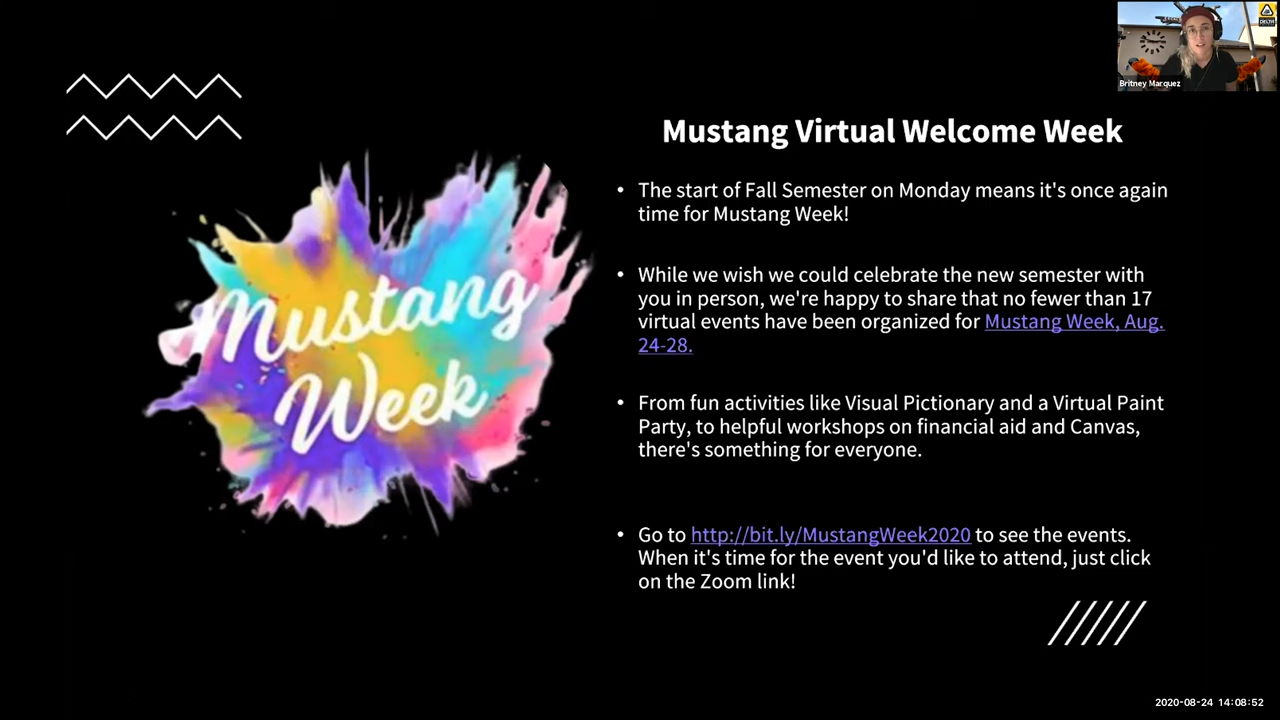 DELTA
Britney Marquez
Mustang Virtual Welcome Week
• The start of Fall Semester on Monday means it's once again
time for Mustang Week!
• While we wish we could celebrate the new semester with
you in person, we're happy to share that no fewer than 17
virtual events have been organized for Mustang Week, Aug.
24-28.
• From fun activities like Visual Pictionary and a Virtual Paint
Party, to helpful workshops on financial aid and Canvas,
there's something for everyone.
• Go to http://bit.ly/MustangWeek2020 to see the events.
When it's time for the event you'd like to attend, just click
on the Zoom link!
Mustang
Week
2020-08-24 14:08:52